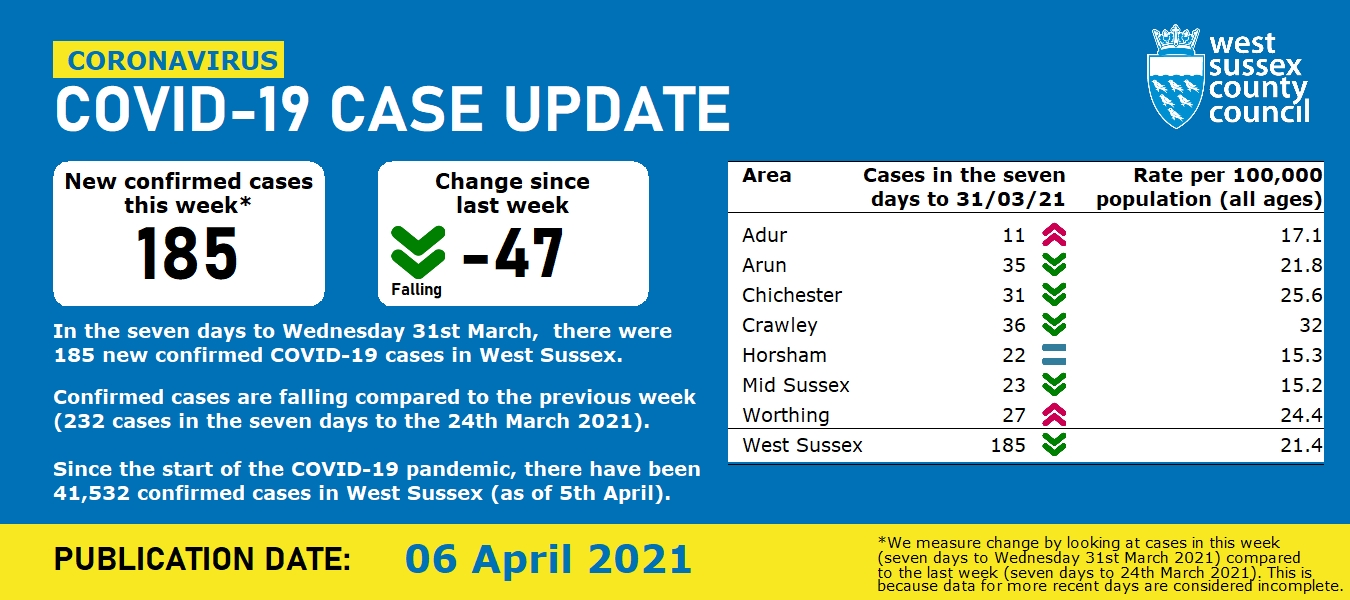 CORONAVIRUS
COVID-19 CASE UPDATE
west
sussex
county
council
New confirmed cases
this week*
185
Change since
last week
-47
Falling
In the seven days to Wednesday 31st March,  there were
185 new confirmed COVID-19 cases in West Sussex.
Confirmed cases are falling compared to the previous week
(232 cases in the seven days to the 24th March 2021).
Since the start of the COVID-19 pandemic, there have been
41,532 confirmed cases in West Sussex (as of 5th April).
Area Cases in the seven Rate per 100,000
days to 31/03/21 population (all ages)
Adur 11 17.1
Arun 35 21.8
Chichester 31 25.6
Crawley 36 32
Horsham 22 15.3
Mid Sussex 23 15.2
Worthing 27 24.4
West Sussex 185 21.4
PUBLICATION DATE: 06 April 2021
*We measure change by looking at cases in this week
(seven days to Wednesday 31st March 2021) compared
to the last week (seven days to 24th March 2021). This is
because data for more recent days are considered incomplete.